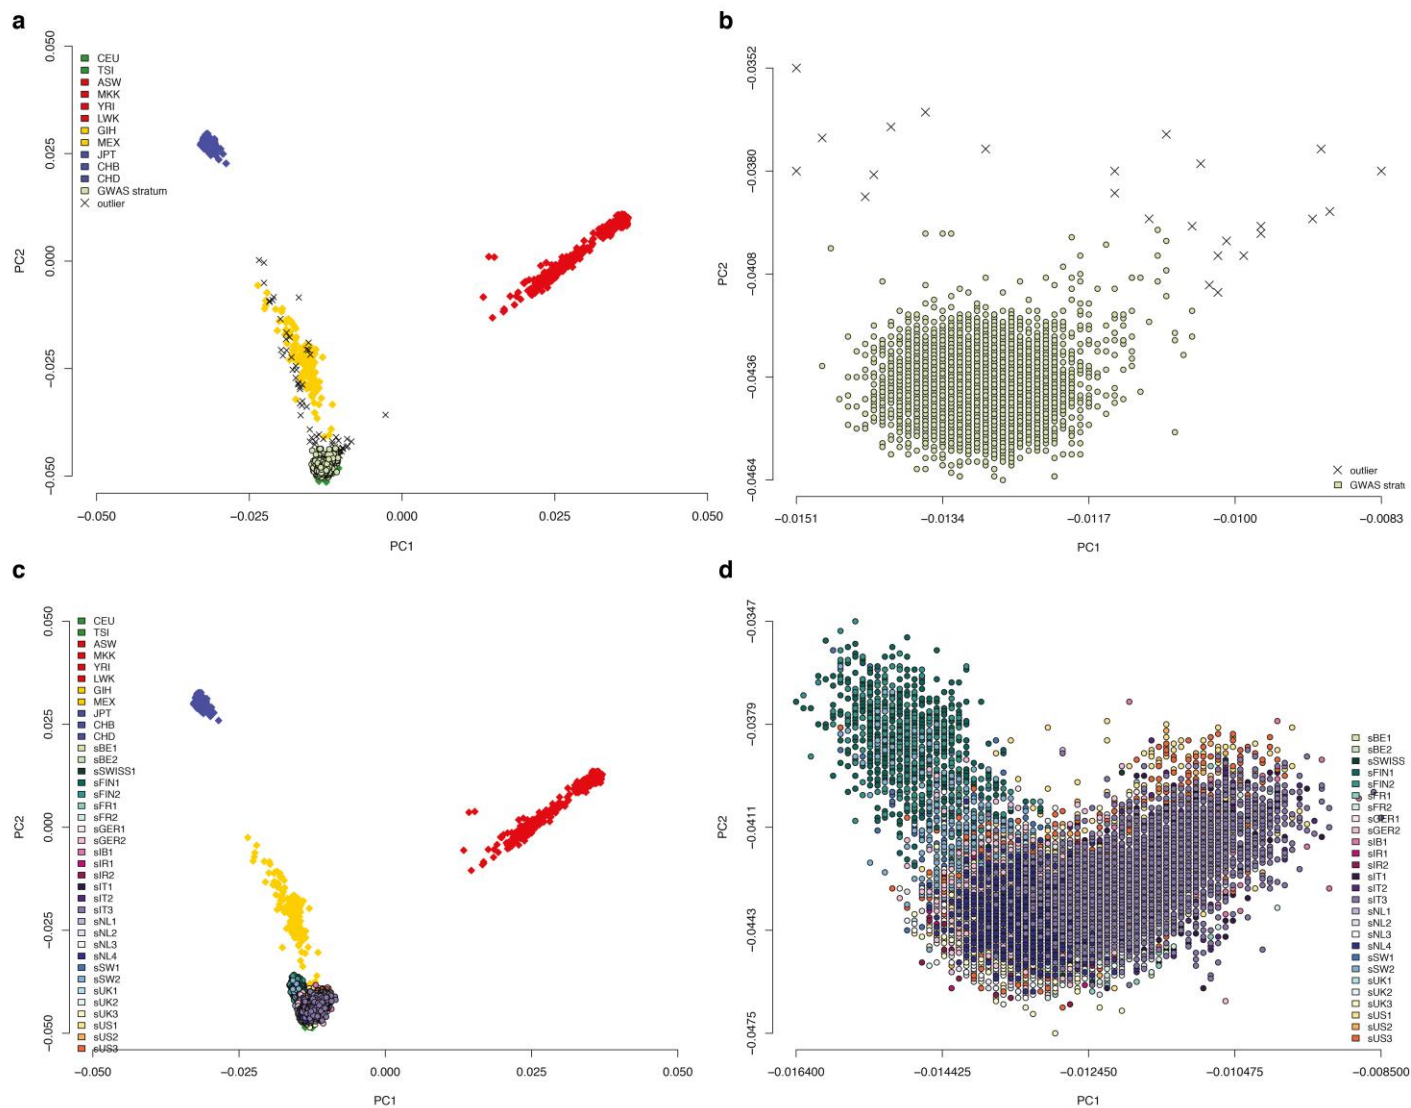 a
0.050
0.025
0.000
−0.025
−0.050
PC2
CEU
TSI
ASW
MKK
YRI
LWK
GIH
MEX
JPT
CHB
CHD
GWAS stratum
outlier
−0.050
−0.025
0.000
0.025
0.050
PC1
b
−0.0352
−0.0380
−0.0408
−0.0436
−0.0464
PC2
outlier
GWAS strat
−0.0151
−0.0134
−0.0117
−0.0100
−0.0083
PC1
c
0.050
0.025
0.000
−0.025
−0.050
PC2
CEU
TSI
ASW
MKK
YRI
LWK
GIH
MEX
JPT
CHB
CHD
sBE1
sBE2
sSWISS1
sFIN1
sFIN2
sFR1
sFR2
sGER1
sGER2
sIB1
sIR1
sIR2
sIT1
sIT2
sIT3
sNL1
sNL2
sNL3
sNL4
sSW1
sSW2
sUK1
sUK2
sUK3
sUS1
sUS2
sUS3
−0.050
−0.025
0.000
0.025
0.050
PC1
d
−0.0347
−0.0379
−0.0411
−0.0443
−0.0475
PC2
sBE1
sBE2
sSWISS
sFIN1
sFIN2
sFR1
sFR2
sGER1
sGER2
sIB1
sIR1
sIR2
sIT1
sIT2
sIT3
sNL1
sNL2
sNL3
sNL4
sSW1
sSW2
sUK1
sUK2
sUK3
sUS1
sUS2
sUS3
−0.016400
−0.014425
−0.012450
−0.010475
−0.008500
PC1